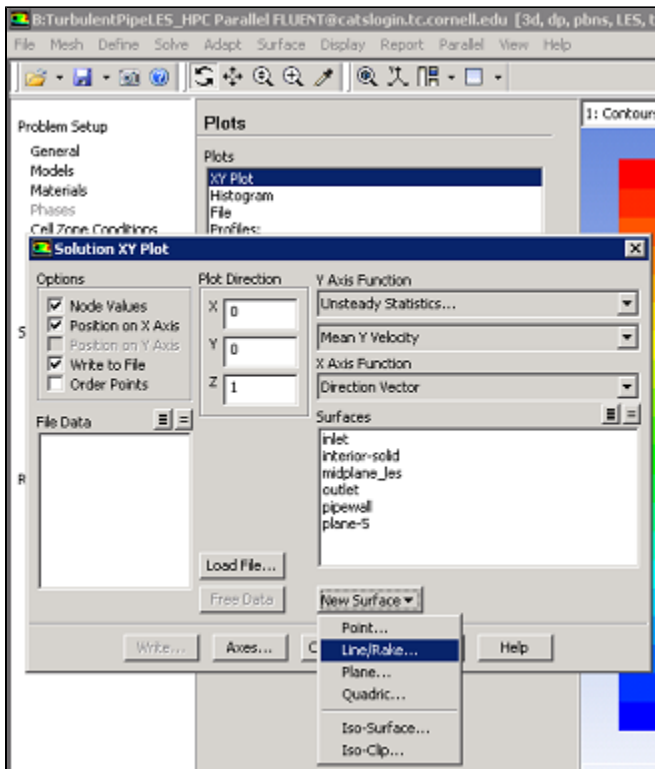 B:TurbulentPipeLES_HPC Parallel FLUENT@catslogin.tc.cornell.edu [3d, dp, pbns, LES,
File Mesh Define Solve Adapt Surface Display Report Parallel View Help
1: Contours
Problem Setup
General
Models
Materials
Phases
Cell Zone Conditions
Plots
Plots
XY Plot
Histogram
File
Profiles:
Solution XY Plot
Options
Node Values
Position on X Axis
Position on Y Axis
Write to File
Order Points
Plot Direction
X 0
Y 0
Z 1
Y Axis Function
Unsteady Statistics...
Mean Y Velocity
X Axis Function
Direction Vector
File Data
Surfaces
inlet
interior-solid
midplane_les
outlet
pipewall
plane-5
Load File...
Free Data
New Surface
Write...
Axes...
Help
Point...
Line/Rake...
Plane...
Quadric...
Iso-Surface...
Iso-Clip...